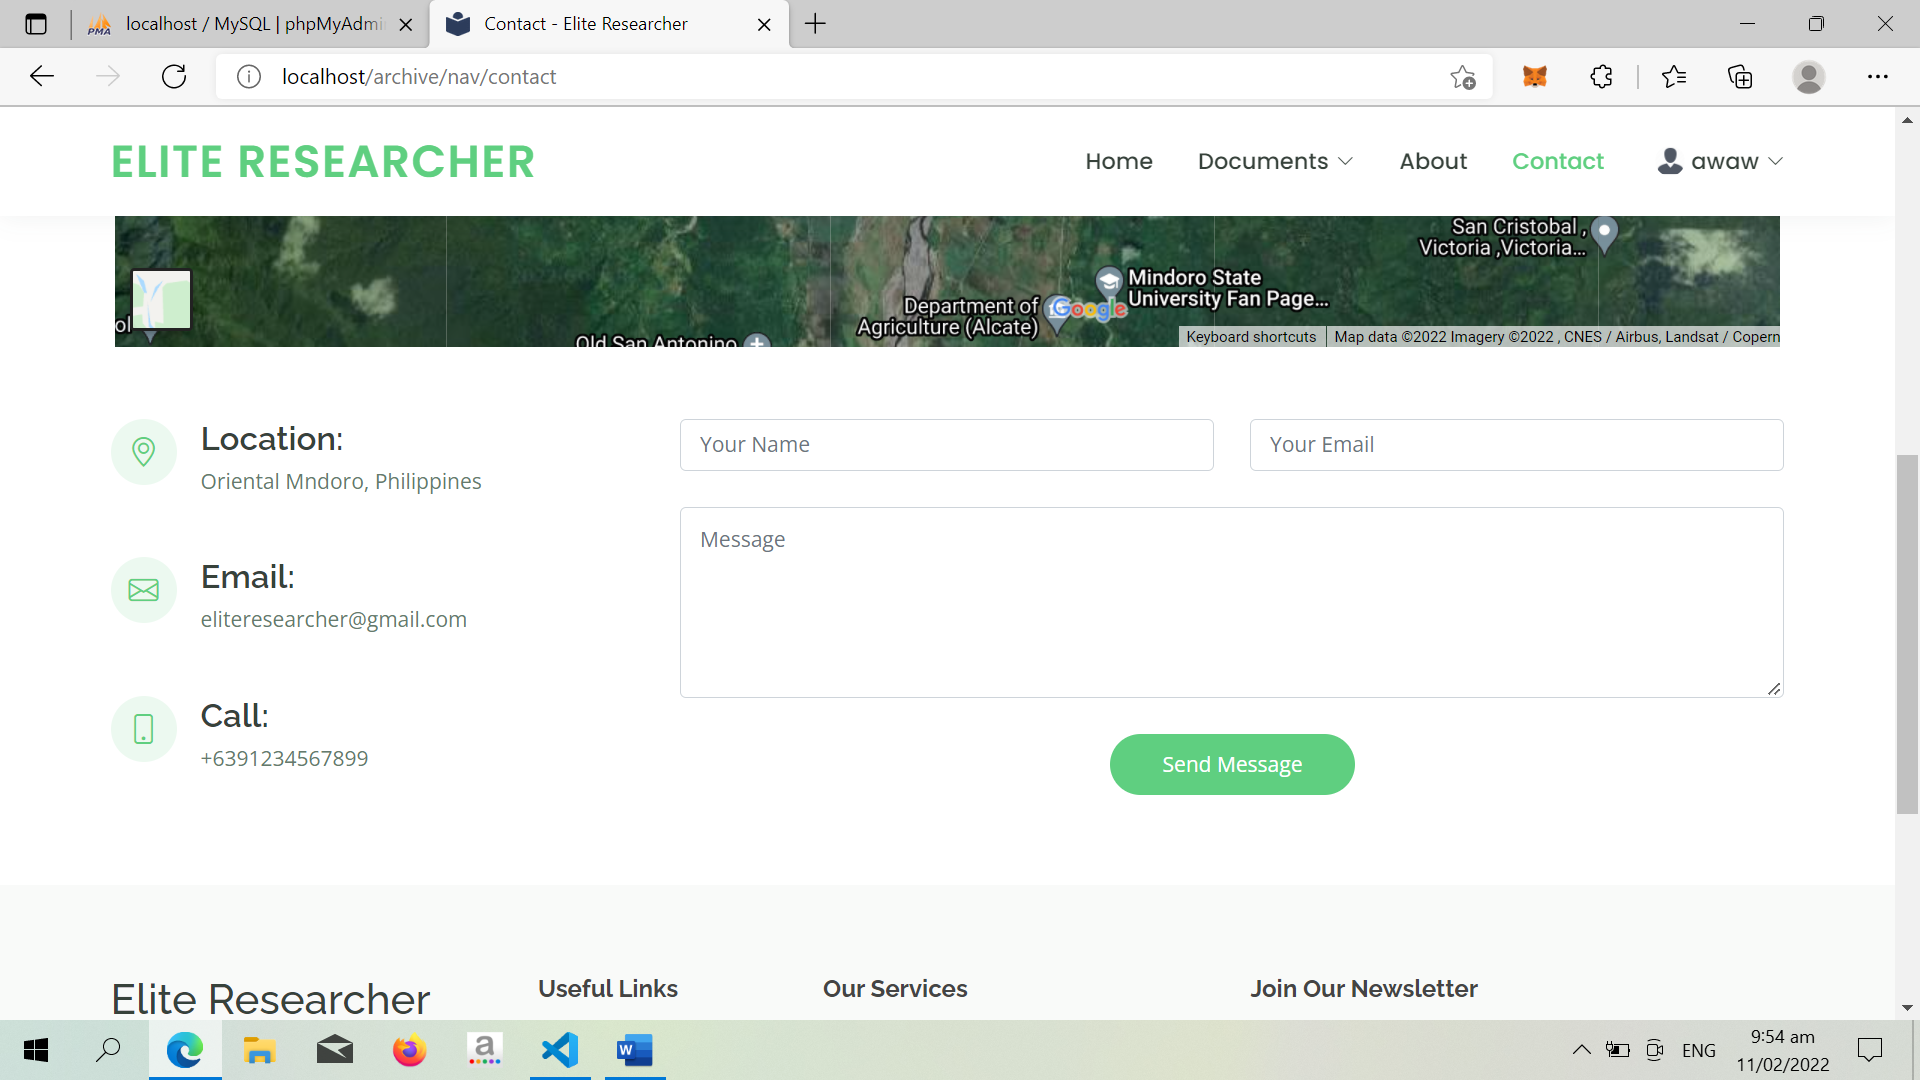 localhost / MySQL | phpMyAdmi
Contact - Elite Researcher
localhost/archive/nav/contact
ELITE RESEARCHER
Home
Documents
About
Contact
awaw
San Cristobal ,
Victoria ,Victoria...
Mindoro State
University Fan Page...
Department of
Agriculture (Alcate)
Google
ol
Old San Antonino
Keyboard shortcuts
Map data ©2022 Imagery ©2022 , CNES / Airbus, Landsat / Copern
Location:
Oriental Mndoro, Philippines
Your Name
Your Email
Message
Email:
eliteresearcher@gmail.com
Call:
+6391234567899
Send Message
Elite Researcher
Useful Links
Our Services
Join Our Newsletter
ENG
9:54 am
11/02/2022